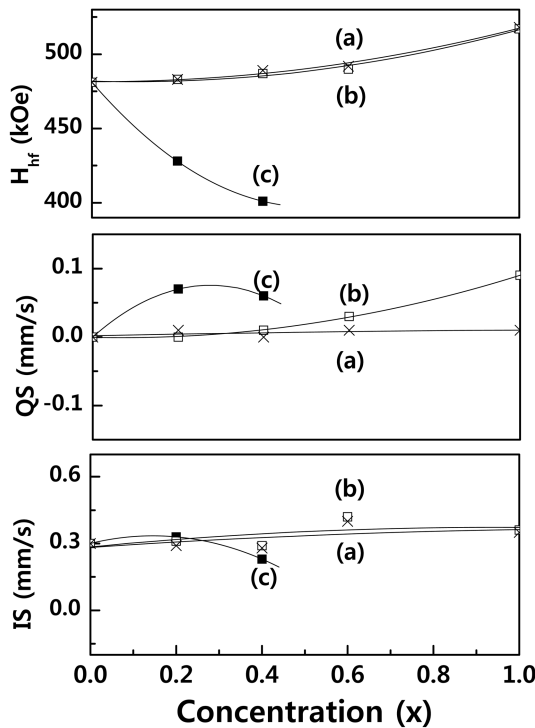 500
450
400
H_hf (kOe)
(a)
(b)
(c)
0.1
0.0
-0.1
QS (mm/s)
(c)
(b)
(a)
0.6
0.3
0.0
IS (mm/s)
(b)
(a)
(c)
0.0 0.2 0.4 0.6 0.8 1.0
Concentration (x)